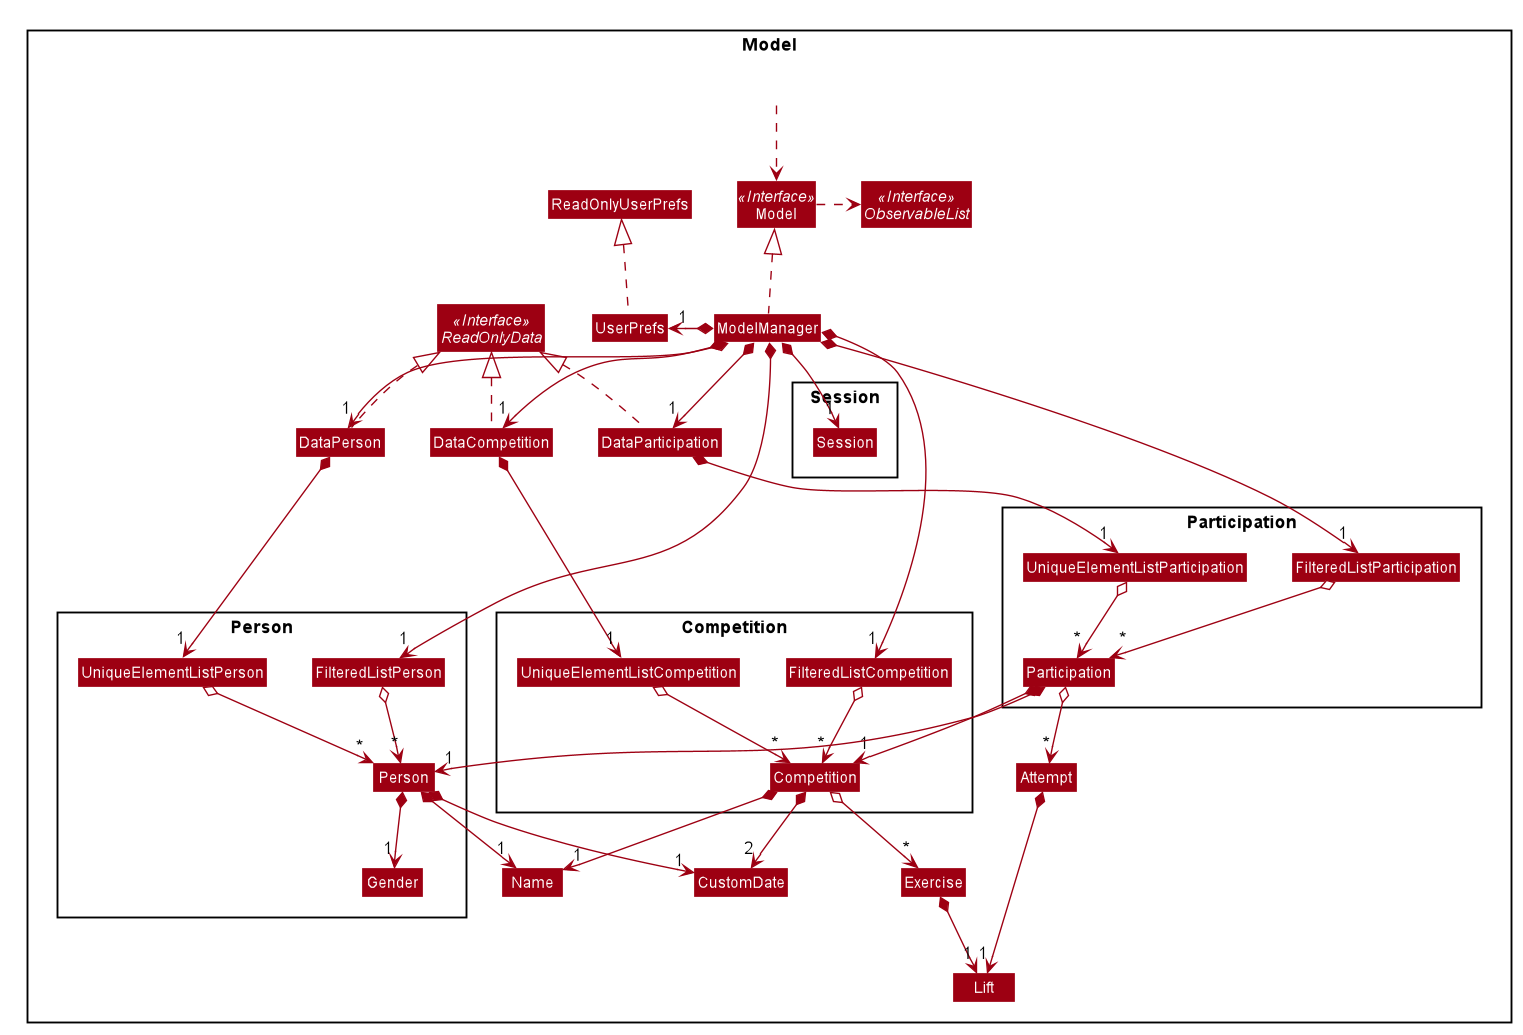 Model
«Interface»
Model
«Interface»
ObservableList
ReadOnlyUserPrefs
«Interface»
ReadOnlyData
UserPrefs
1
ModelManager
Session
1
1
1
1
DataPerson
DataCompetition
DataParticipation
Session
Participation
1
1
UniqueElementListParticipation
FilteredListParticipation
Person
Competition
1
1
1
1
*
*
UniqueElementListPerson
FilteredListPerson
UniqueElementListCompetition
FilteredListCompetition
Participation
*
*
1
*
*
1
*
Person
Competition
Attempt
1
1
1
1
2
*
Gender
Name
CustomDate
Exercise
1
1
Lift